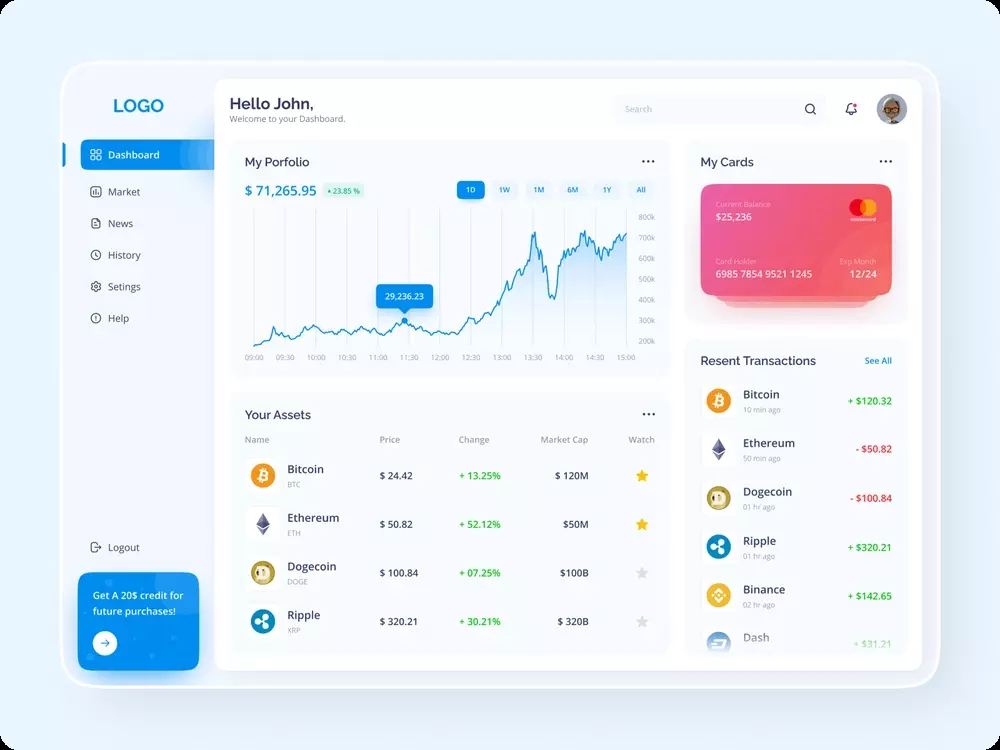 LOGO
Dashboard
Market
News
History
Setings
Help
Logout
Get A 20$ credit for
future purchases!
Hello John,
Welcome to your Dashboard.
Search
My Porfolio
$ 71,265.95
23.85 %
1D 1W 1M 6M 1Y All
800k
700k
600k
500k
400k
300k
200k
29,236.23
09:00 09:30 10:00 10:30 11:00 11:30 12:00 12:30 13:00 13:30 14:00 14:30 15:00
Your Assets
Name Price Change Market Cap Watch
Bitcoin
BTC
$ 24.42 + 13.25% $ 120M
Ethereum
ETH
$ 50.82 + 52.12% $50M
Dogecoin
DOGE
$ 100.84 + 07.25% $100B
Ripple
XRP
$ 320.21 + 30.21% $ 320B
My Cards
Current Balance
$25,236
mastercard
Card Holder
6985 7854 9521 1245
Exp Month
12/24
Resent Transactions
See All
Bitcoin
10 min ago
+ $120.32
Ethereum
50 min ago
- $50.82
Dogecoin
01 hr ago
- $100.84
Ripple
01 hr ago
+ $320.21
Binance
02 hr ago
+ $142.65
Dash
+ $31.21